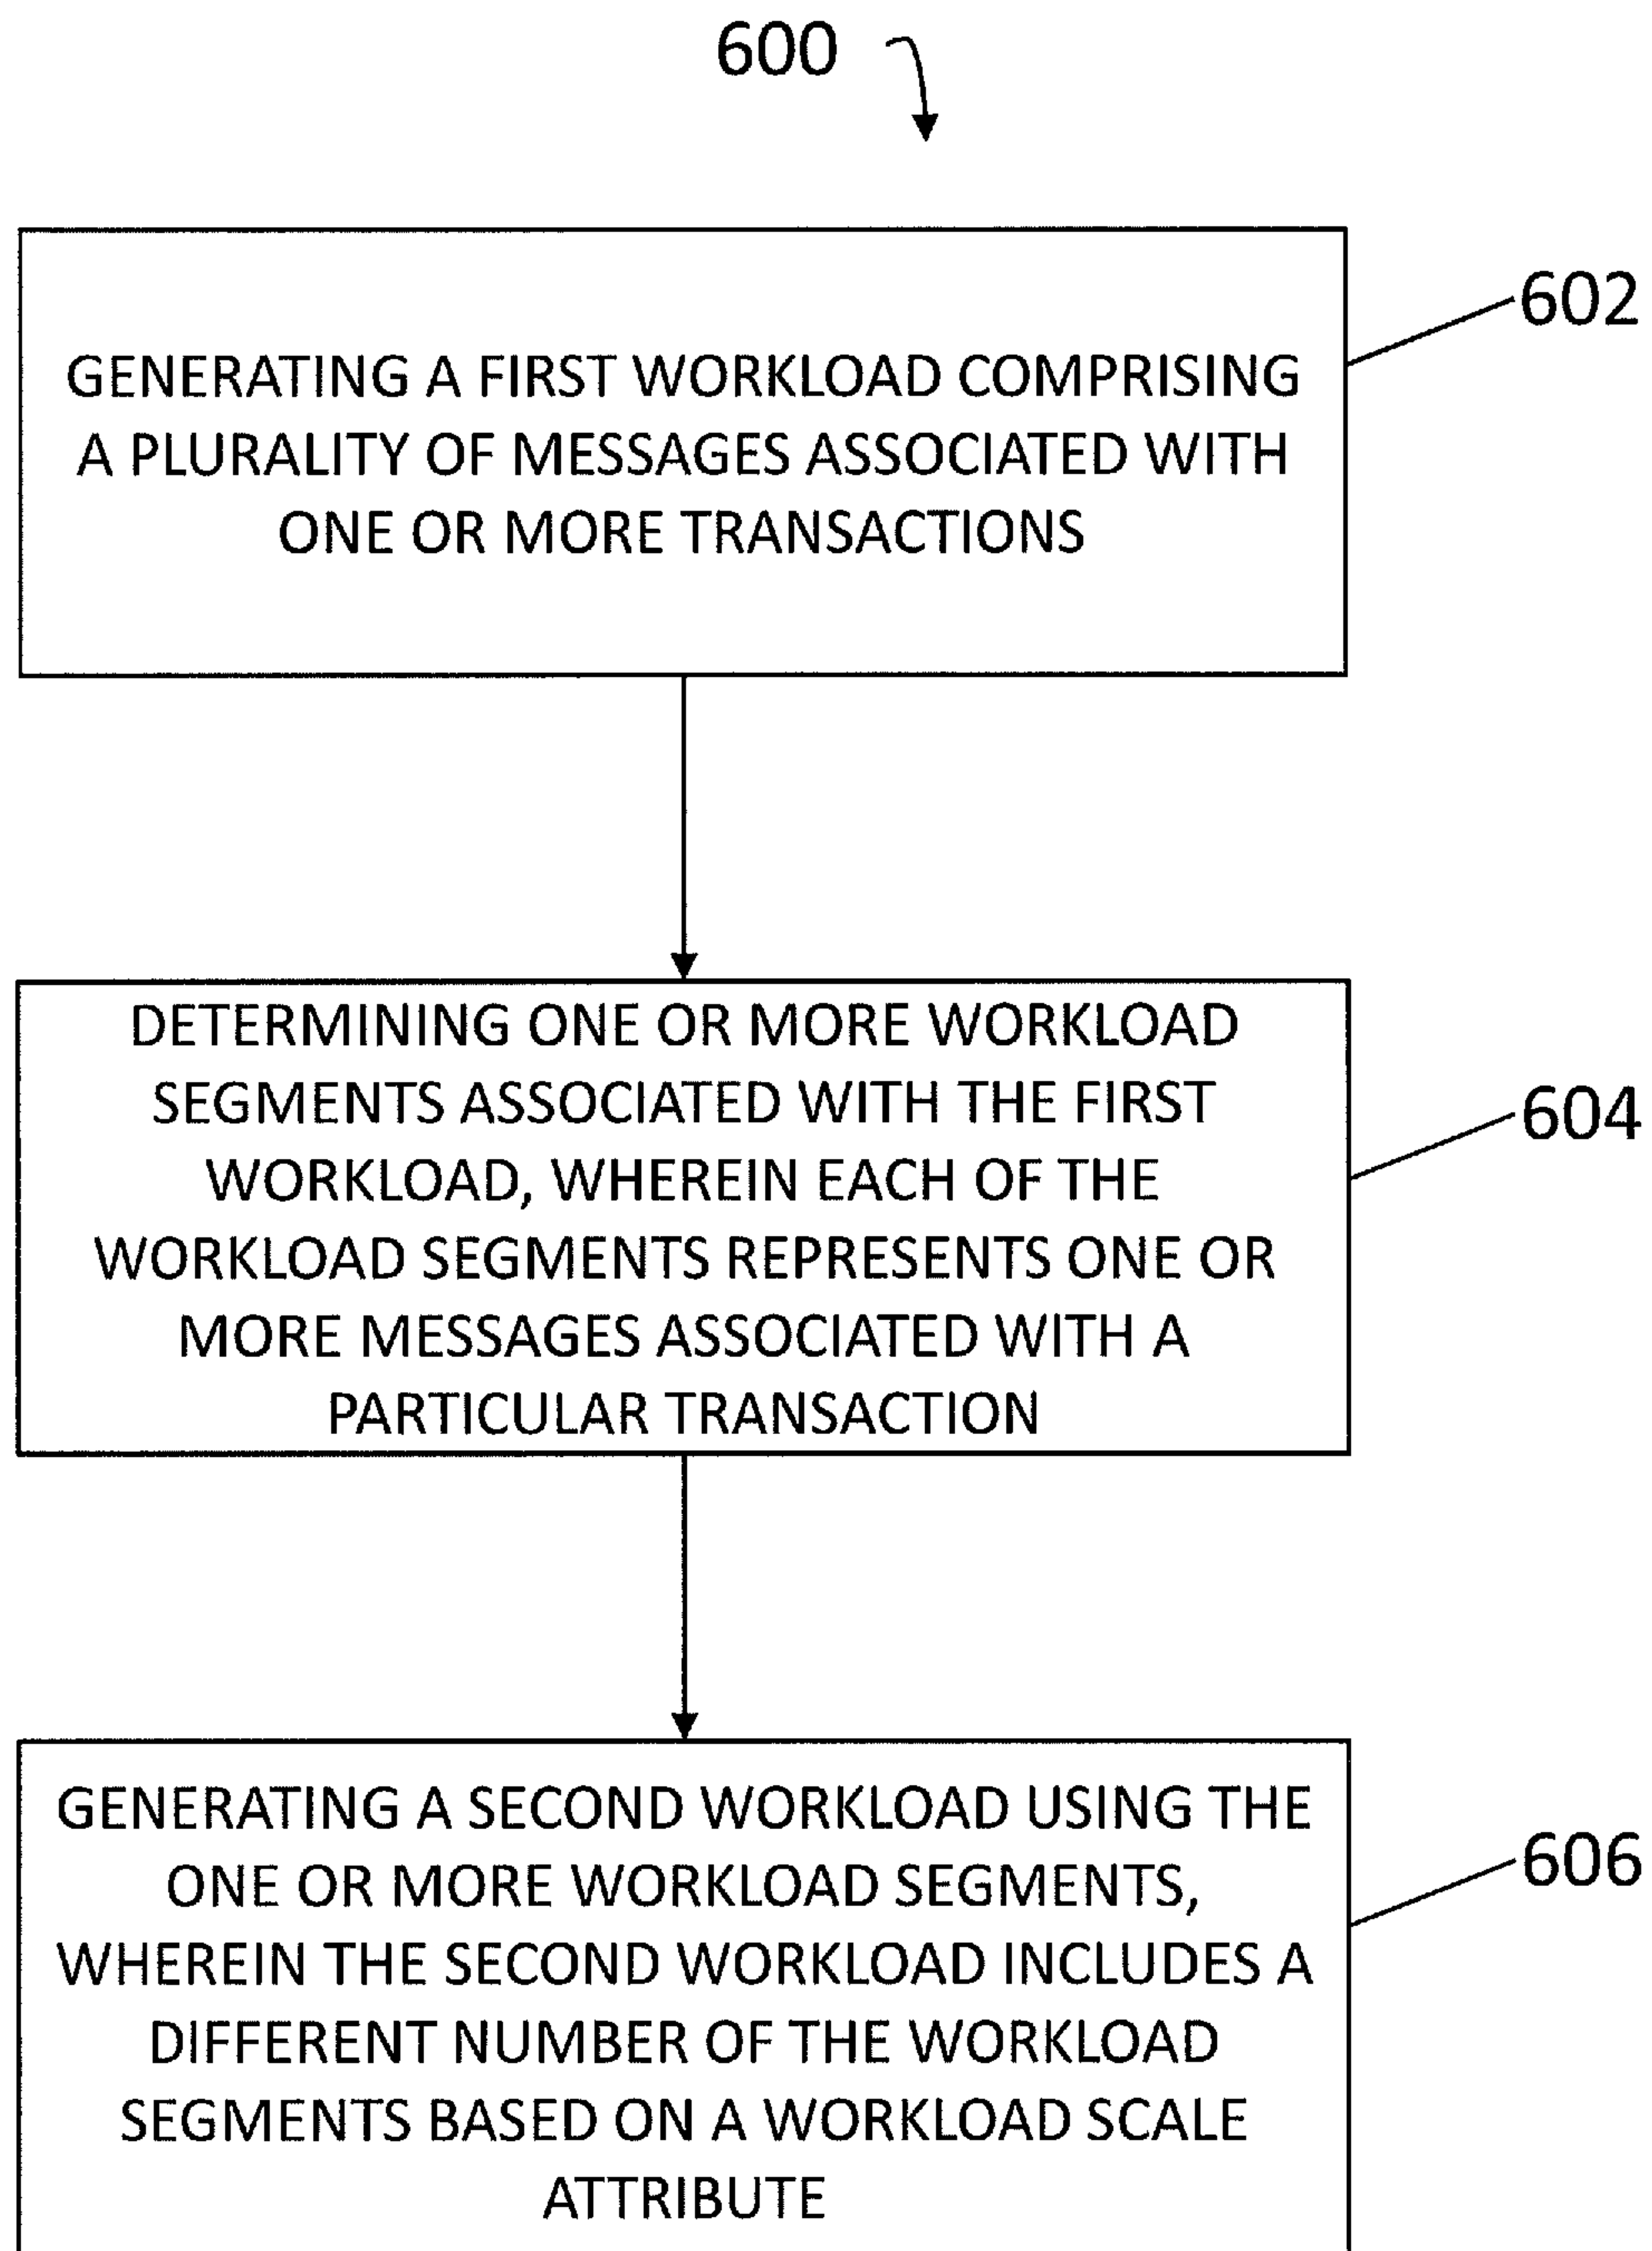 600
GENERATING A FIRST WORKLOAD COMPRISING
A PLURALITY OF MESSAGES ASSOCIATED WITH
ONE OR MORE TRANSACTIONS
602
DETERMINING ONE OR MORE WORKLOAD
SEGMENTS ASSOCIATED WITH THE FIRST
WORKLOAD, WHEREIN EACH OF THE
WORKLOAD SEGMENTS REPRESENTS ONE OR
MORE MESSAGES ASSOCIATED WITH A
PARTICULAR TRANSACTION
604
GENERATING A SECOND WORKLOAD USING THE
ONE OR MORE WORKLOAD SEGMENTS,
WHEREIN THE SECOND WORKLOAD INCLUDES A
DIFFERENT NUMBER OF THE WORKLOAD
SEGMENTS BASED ON A WORKLOAD SCALE
ATTRIBUTE
606